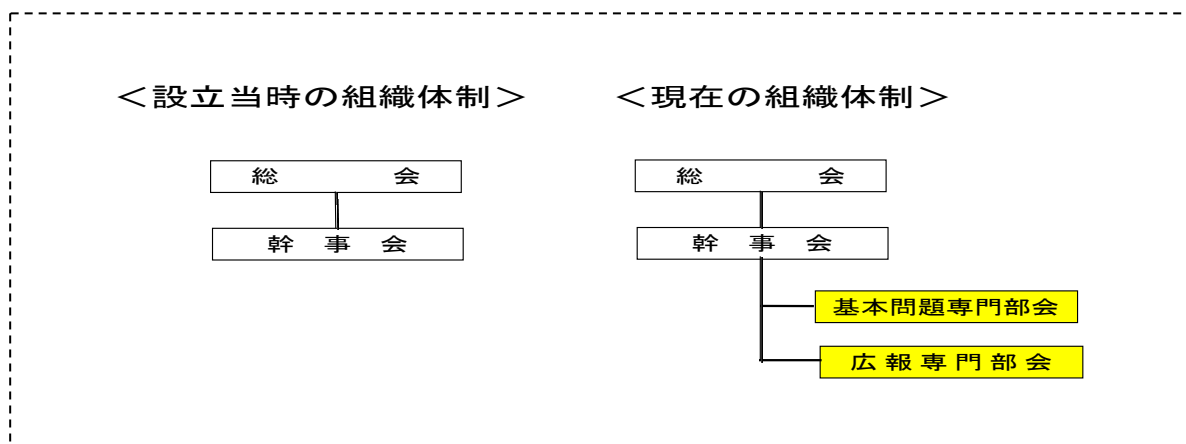 ＜設立当時の組織体制＞
総　会
幹事会
＜現在の組織体制＞
総　会
幹事会
基本問題専門部会
広報専門部会